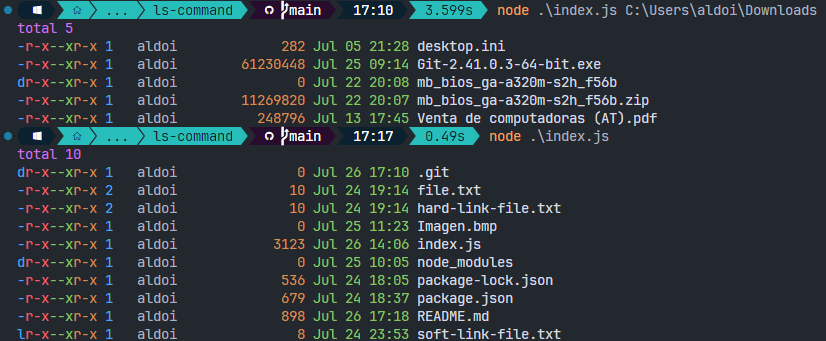 ... ls-command main 17:10 3.599s node .\index.js C:\Users\aldoi\Downloads
total 5
-r-x--xr-x 1 aldoi 282 Jul 05 21:28 desktop.ini
-r-x--xr-x 1 aldoi 61230448 Jul 25 09:14 Git-2.41.0.3-64-bit.exe
dr-x--xr-x 1 aldoi 0 Jul 22 20:08 mb_bios_ga-a320m-s2h_f56b
-r-x--xr-x 1 aldoi 11269820 Jul 22 20:07 mb_bios_ga-a320m-s2h_f56b.zip
-r-x--xr-x 1 aldoi 248796 Jul 13 17:45 Venta de computadoras (AT).pdf
... ls-command main 17:17 0.49s node .\index.js
total 10
dr-x--xr-x 1 aldoi 0 Jul 26 17:10 .git
-r-x--xr-x 2 aldoi 10 Jul 24 19:14 file.txt
-r-x--xr-x 2 aldoi 10 Jul 24 19:14 hard-link-file.txt
-r-x--xr-x 1 aldoi 0 Jul 25 11:23 Imagen.bmp
-r-x--xr-x 1 aldoi 3123 Jul 26 14:06 index.js
dr-x--xr-x 1 aldoi 0 Jul 25 10:05 node_modules
-r-x--xr-x 1 aldoi 536 Jul 24 18:05 package-lock.json
-r-x--xr-x 1 aldoi 679 Jul 24 18:37 package.json
-r-x--xr-x 1 aldoi 898 Jul 26 17:18 README.md
lr-x--xr-x 1 aldoi 8 Jul 24 23:53 soft-link-file.txt